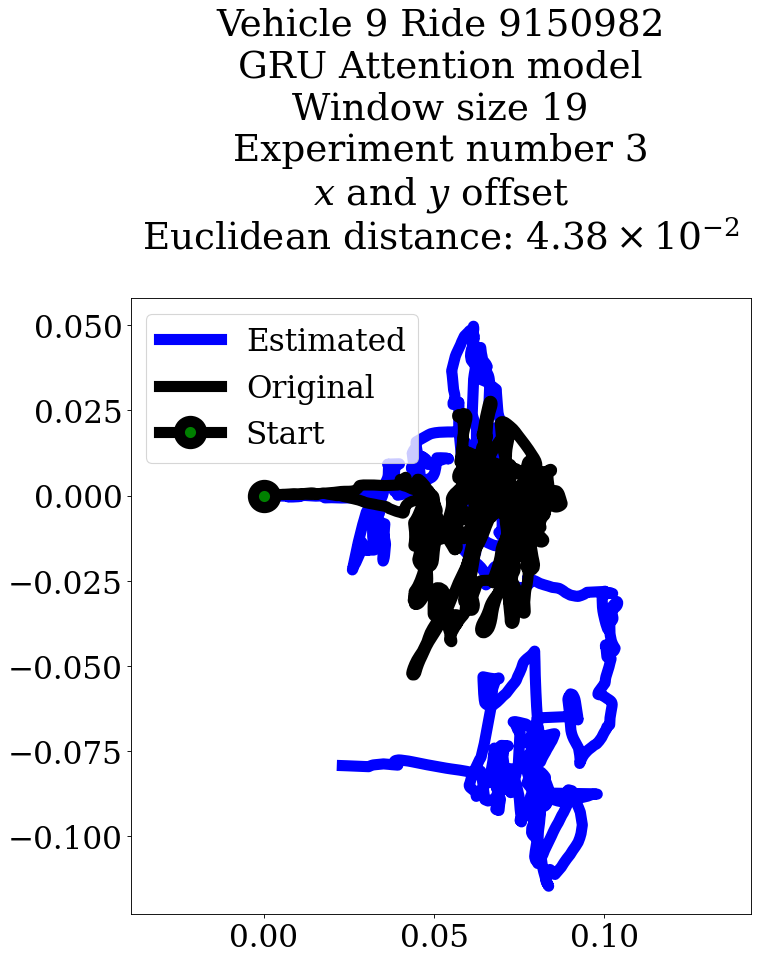 Vehicle 9 Ride 9150982
GRU Attention model
Window size 19
Experiment number 3
x and y offset
Euclidean distance: 4.38 × 10⁻²
Estimated
Original
Start
0.050
0.025
0.000
−0.025
−0.050
−0.075
−0.100
0.00 0.05 0.10